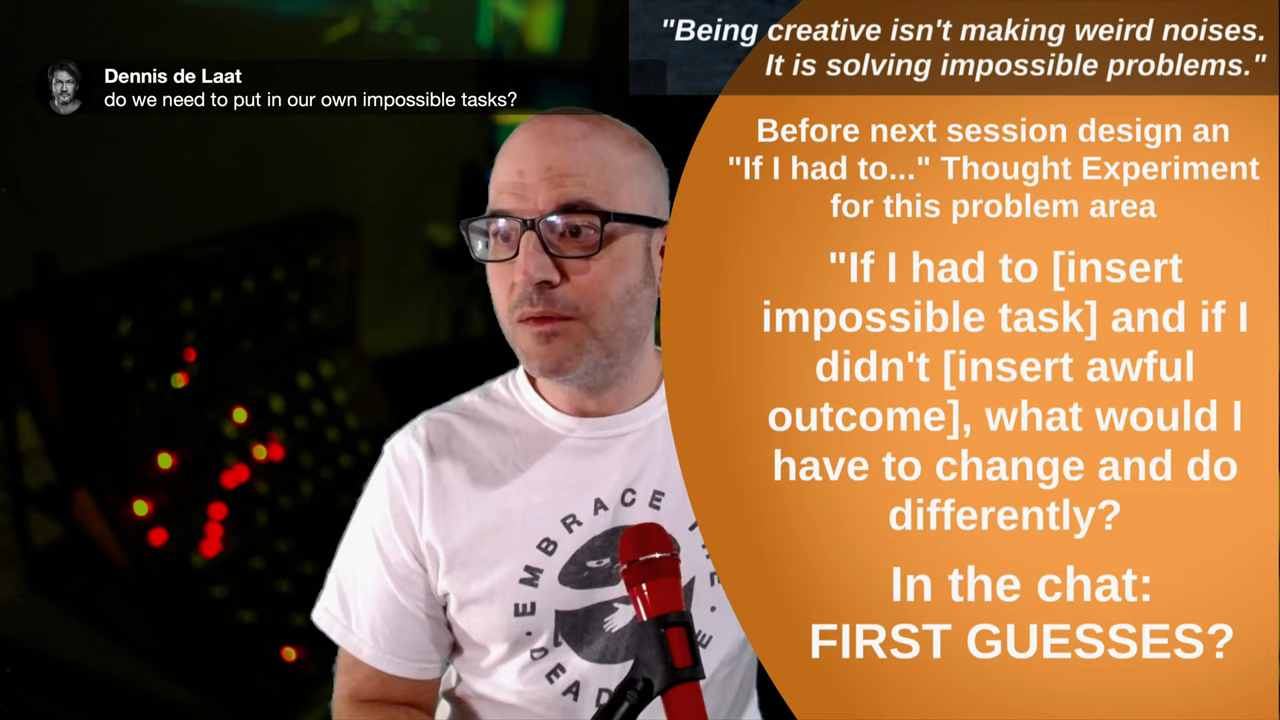 "Being creative isn't making weird noises.
It is solving impossible problems."
Dennis de Laat
do we need to put in our own impossible tasks?
Before next session design an
"If I had to..." Thought Experiment
for this problem area
"If I had to [insert
impossible task] and if I
didn't [insert awful
outcome], what would I
have to change and do
differently?
In the chat:
FIRST GUESSES?
EMBRACE
DEAD